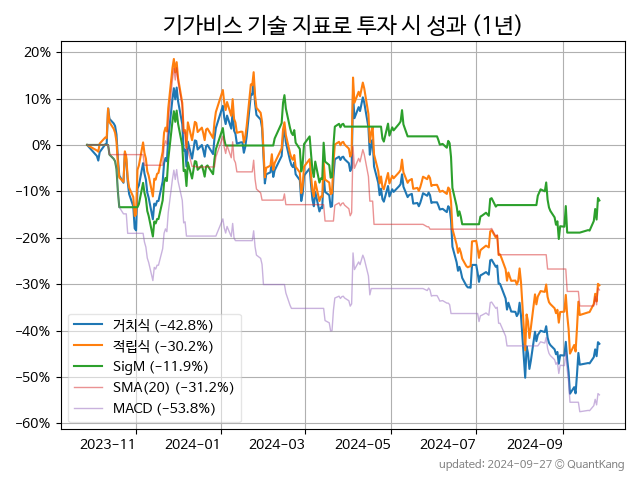 기가비스 기술 지표로 투자 시 성과 (1년)
20%
10%
0%
−10%
−20%
−30%
−40%
−50%
−60%
거치식 (−42.8%)
적립식 (−30.2%)
SigM (−11.9%)
SMA(20) (−31.2%)
MACD (−53.8%)
2023-11 2024-01 2024-03 2024-05 2024-07 2024-09
updated: 2024-09-27 © QuantKang